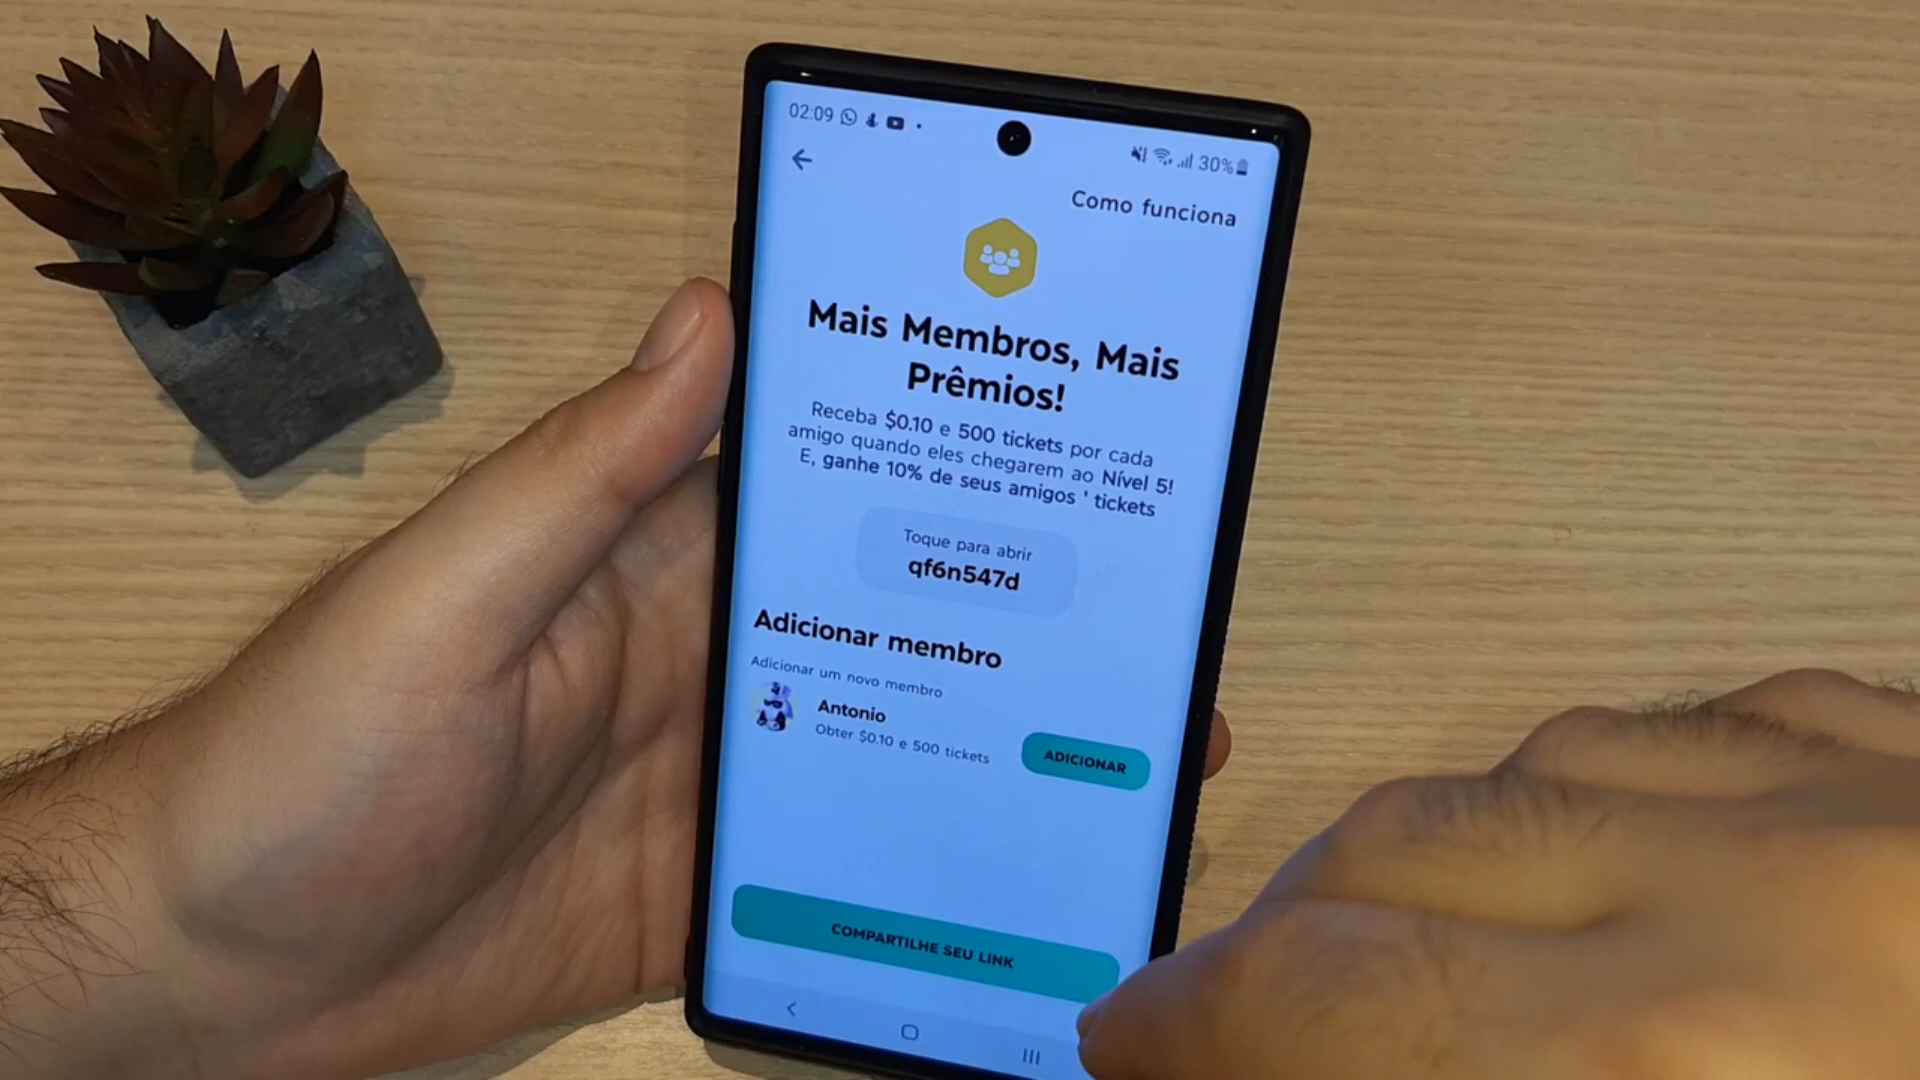 02:09
30%
Como funciona
Mais Membros, Mais
Prêmios!
Receba $0.10 e 500 tickets por cada
amigo quando eles chegarem ao Nível 5!
E, ganhe 10% de seus amigos ' tickets
Toque para abrir
qf6n547d
Adicionar membro
Adicionar um novo membro
Antonio
Obter $0.10 e 500 tickets
ADICIONAR
COMPARTILHE SEU LINK